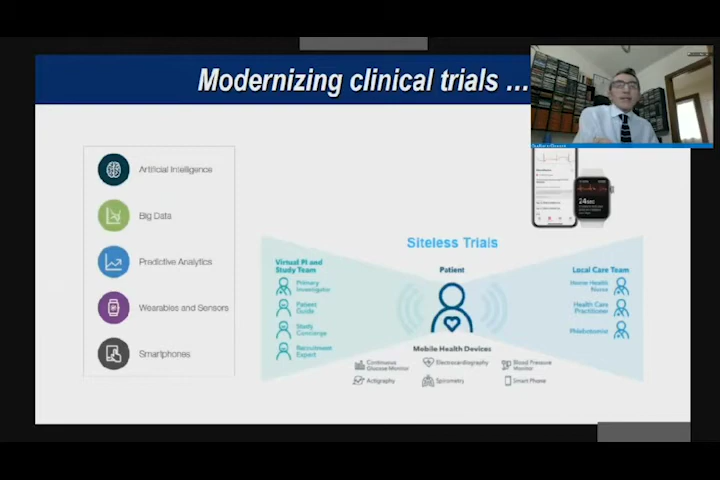 Modernizing clinical trials ...
Artificial Intelligence
Big Data
Predictive Analytics
Wearables and Sensors
Smartphones
Siteless Trials
Virtual PI and
Study Team
Primary
Investigator
Patient
Guide
Study
Concierge
Recruitment
Expert
Patient
Mobile Health Devices
Continuous
Glucose Monitor
Electrocardiography
Blood Pressure
Monitor
Actigraphy
Spirometry
Smart Phone
Local Care Team
Home Health
Nurse
Health Care
Practitioner
Phlebotomist